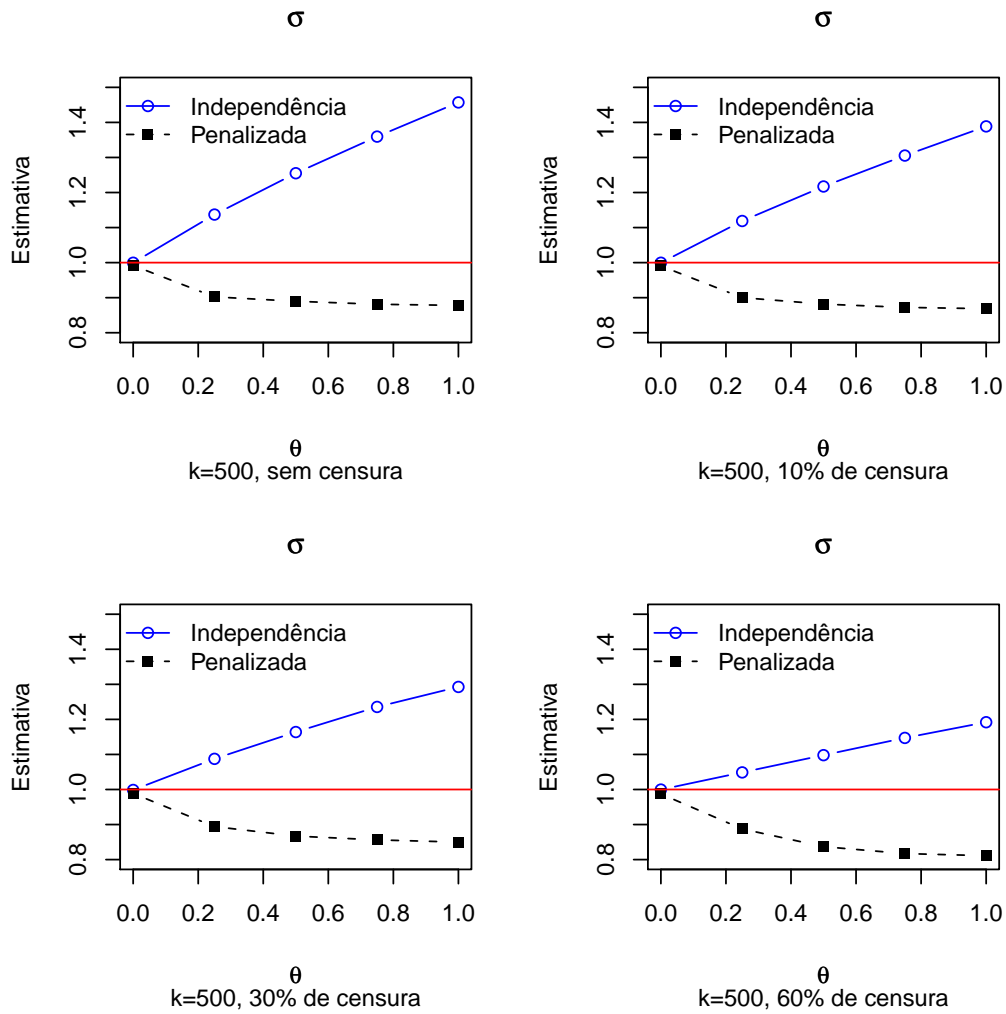 σ
Independência
Penalizada
Estimativa
0.8 1.0 1.2 1.4
0.0 0.2 0.4 0.6 0.8 1.0
θ
k=500, sem censura
σ
Independência
Penalizada
Estimativa
0.8 1.0 1.2 1.4
0.0 0.2 0.4 0.6 0.8 1.0
θ
k=500, 10% de censura
σ
Independência
Penalizada
Estimativa
0.8 1.0 1.2 1.4
0.0 0.2 0.4 0.6 0.8 1.0
θ
k=500, 30% de censura
σ
Independência
Penalizada
Estimativa
0.8 1.0 1.2 1.4
0.0 0.2 0.4 0.6 0.8 1.0
θ
k=500, 60% de censura